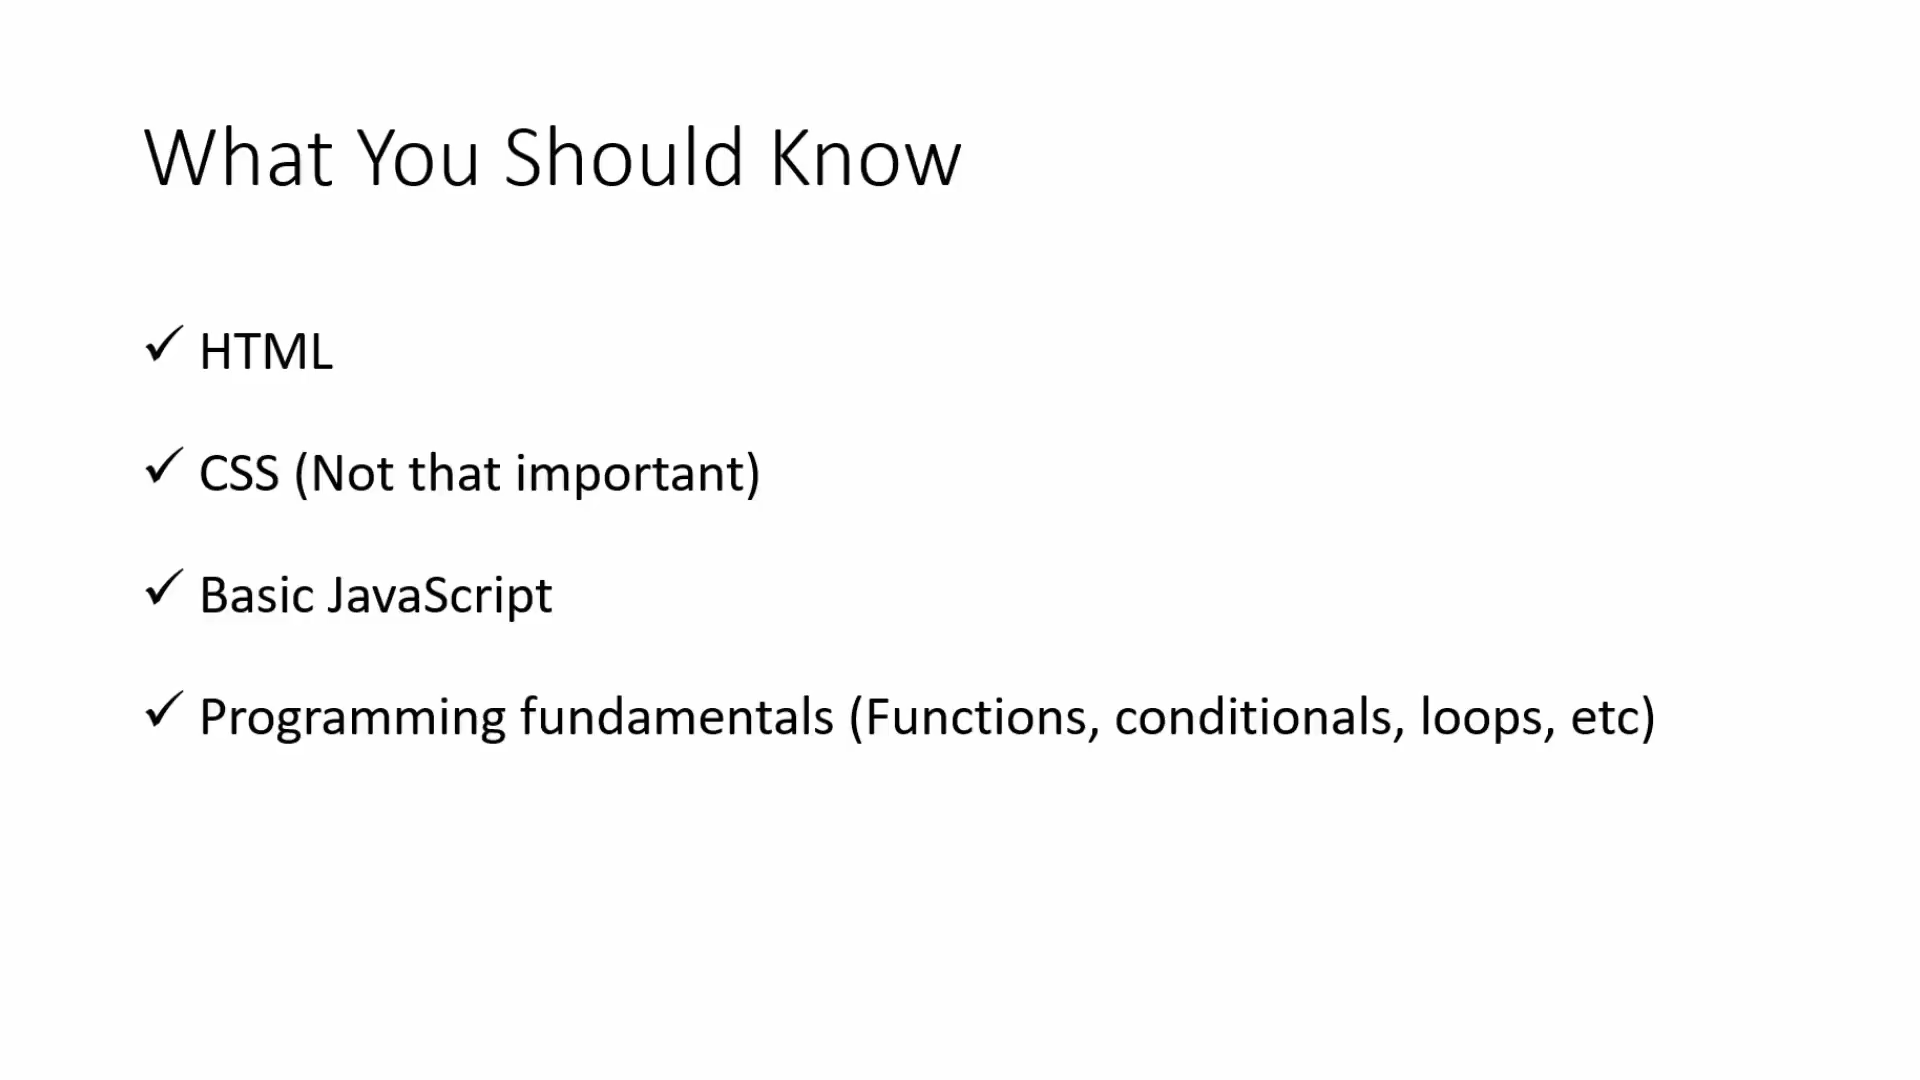 What You Should Know
✓ HTML
✓ CSS (Not that important)
✓ Basic JavaScript
✓ Programming fundamentals (Functions, conditionals, loops, etc)